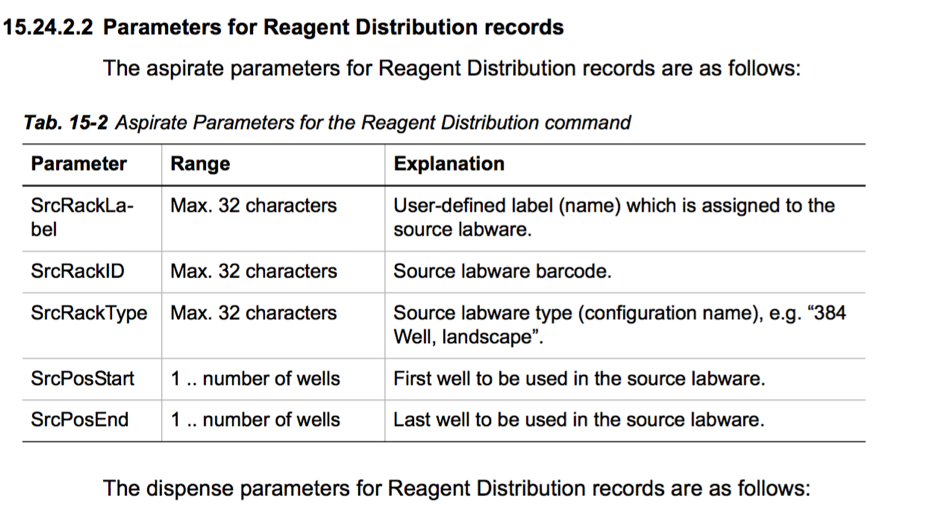 15.24.2.2 Parameters for Reagent Distribution records
The aspirate parameters for Reagent Distribution records are as follows:
Tab. 15-2 Aspirate Parameters for the Reagent Distribution command
Parameter Range Explanation
SrcRackLa- Max. 32 characters User-defined label (name) which is assigned to the
bel source labware.
SrcRackID Max. 32 characters Source labware barcode.
SrcRackType Max. 32 characters Source labware type (configuration name), e.g. “384
Well, landscape”.
SrcPosStart 1 .. number of wells First well to be used in the source labware.
SrcPosEnd 1 .. number of wells Last well to be used in the source labware.
The dispense parameters for Reagent Distribution records are as follows: